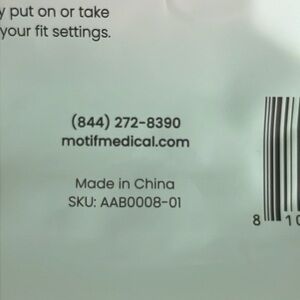 y put on or take
your fit settings.
(844) 272-8390
motifmedical.com
Made in China
SKU: AAB0008-01
8 10